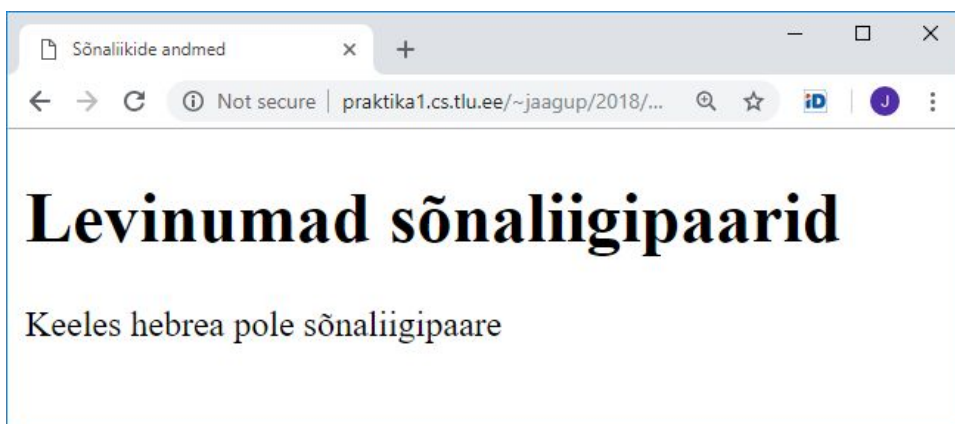 Sõnaliikide andmed
Not secure | praktika1.cs.tlu.ee/~jaagup/2018/...
iD
J
Levinumad sõnaliigipaarid
Keeles hebrea pole sõnaliigipaare